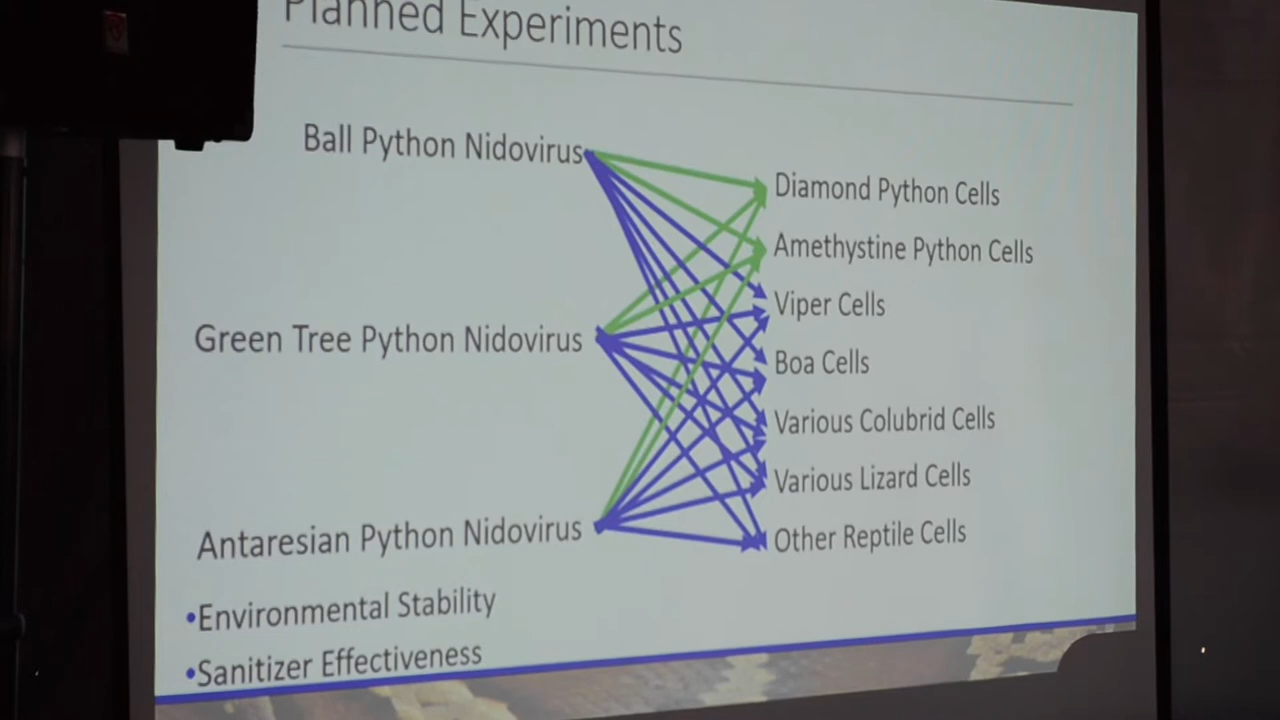 Planned Experiments
Ball Python Nidovirus
Diamond Python Cells
Amethystine Python Cells
Viper Cells
Green Tree Python Nidovirus
Boa Cells
Various Colubrid Cells
Various Lizard Cells
Antaresian Python Nidovirus
Other Reptile Cells
•Environmental Stability
•Sanitizer Effectiveness